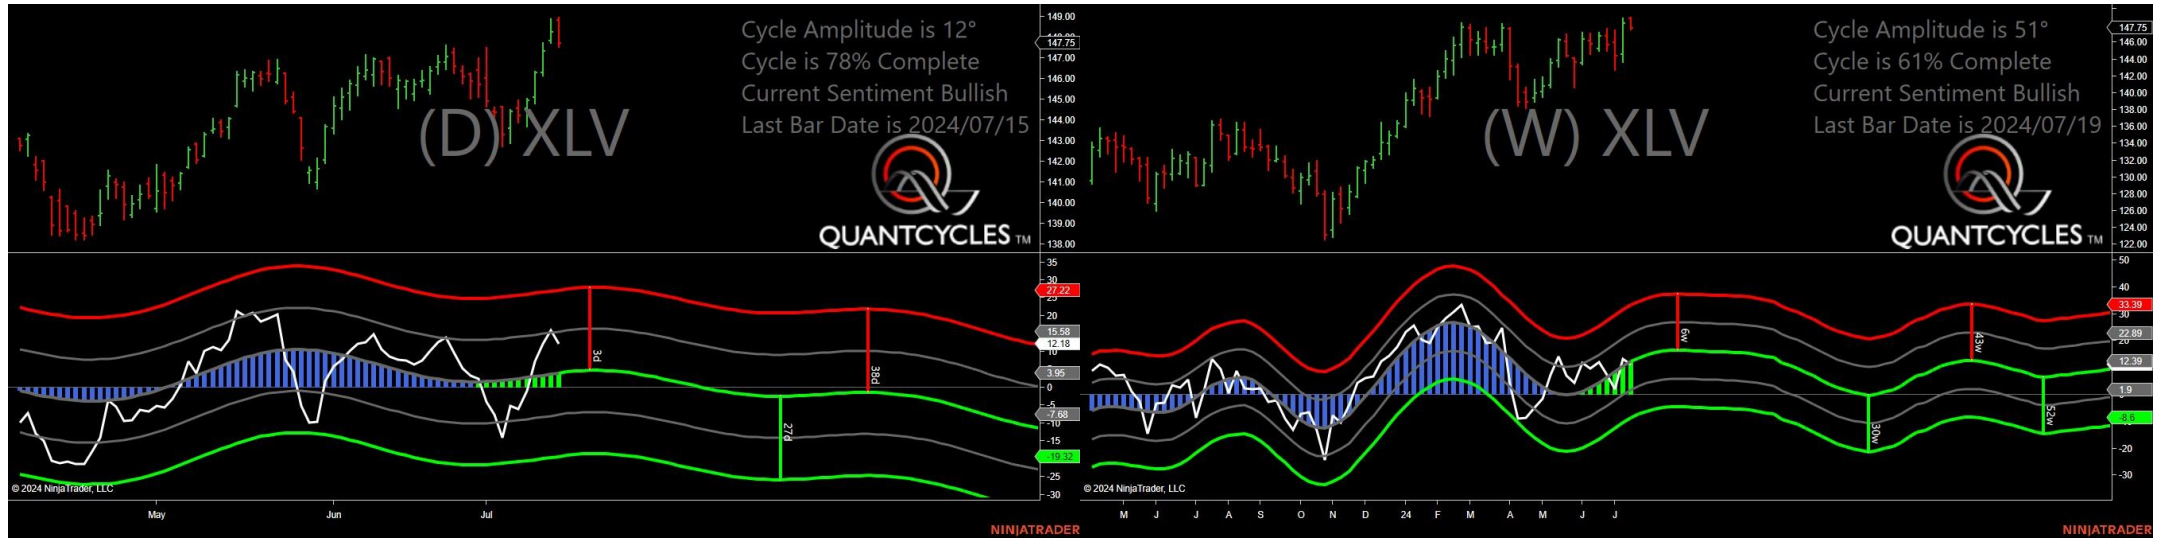 Cycle Amplitude is 12°
Cycle is 78% Complete
Current Sentiment Bullish
Last Bar Date is 2024/07/15
(D) XLV
QUANTCYCLES TM
149.00
147.75
147.00
146.00
145.00
144.00
143.00
142.00
141.00
140.00
139.00
138.00
35
30
27.22
25
20
15.58
12.18
10
3.95
0
-5
-7.68
-10
-15
-19.32
-25
-30
3d
27d
38d
© 2024 NinjaTrader, LLC
May
Jun
Jul
NINJATRADER
Cycle Amplitude is 51°
Cycle is 61% Complete
Current Sentiment Bullish
Last Bar Date is 2024/07/19
(W) XLV
QUANTCYCLES TM
147.75
146.00
144.00
142.00
140.00
138.00
136.00
134.00
132.00
130.00
128.00
126.00
124.00
122.00
50
40
33.39
30
22.89
20
12.39
1.9
-8.6
-20
-30
6w
30w
43w
52w
© 2024 NinjaTrader, LLC
M J J A S O N D 24 F M A M J J
NINJATRADER